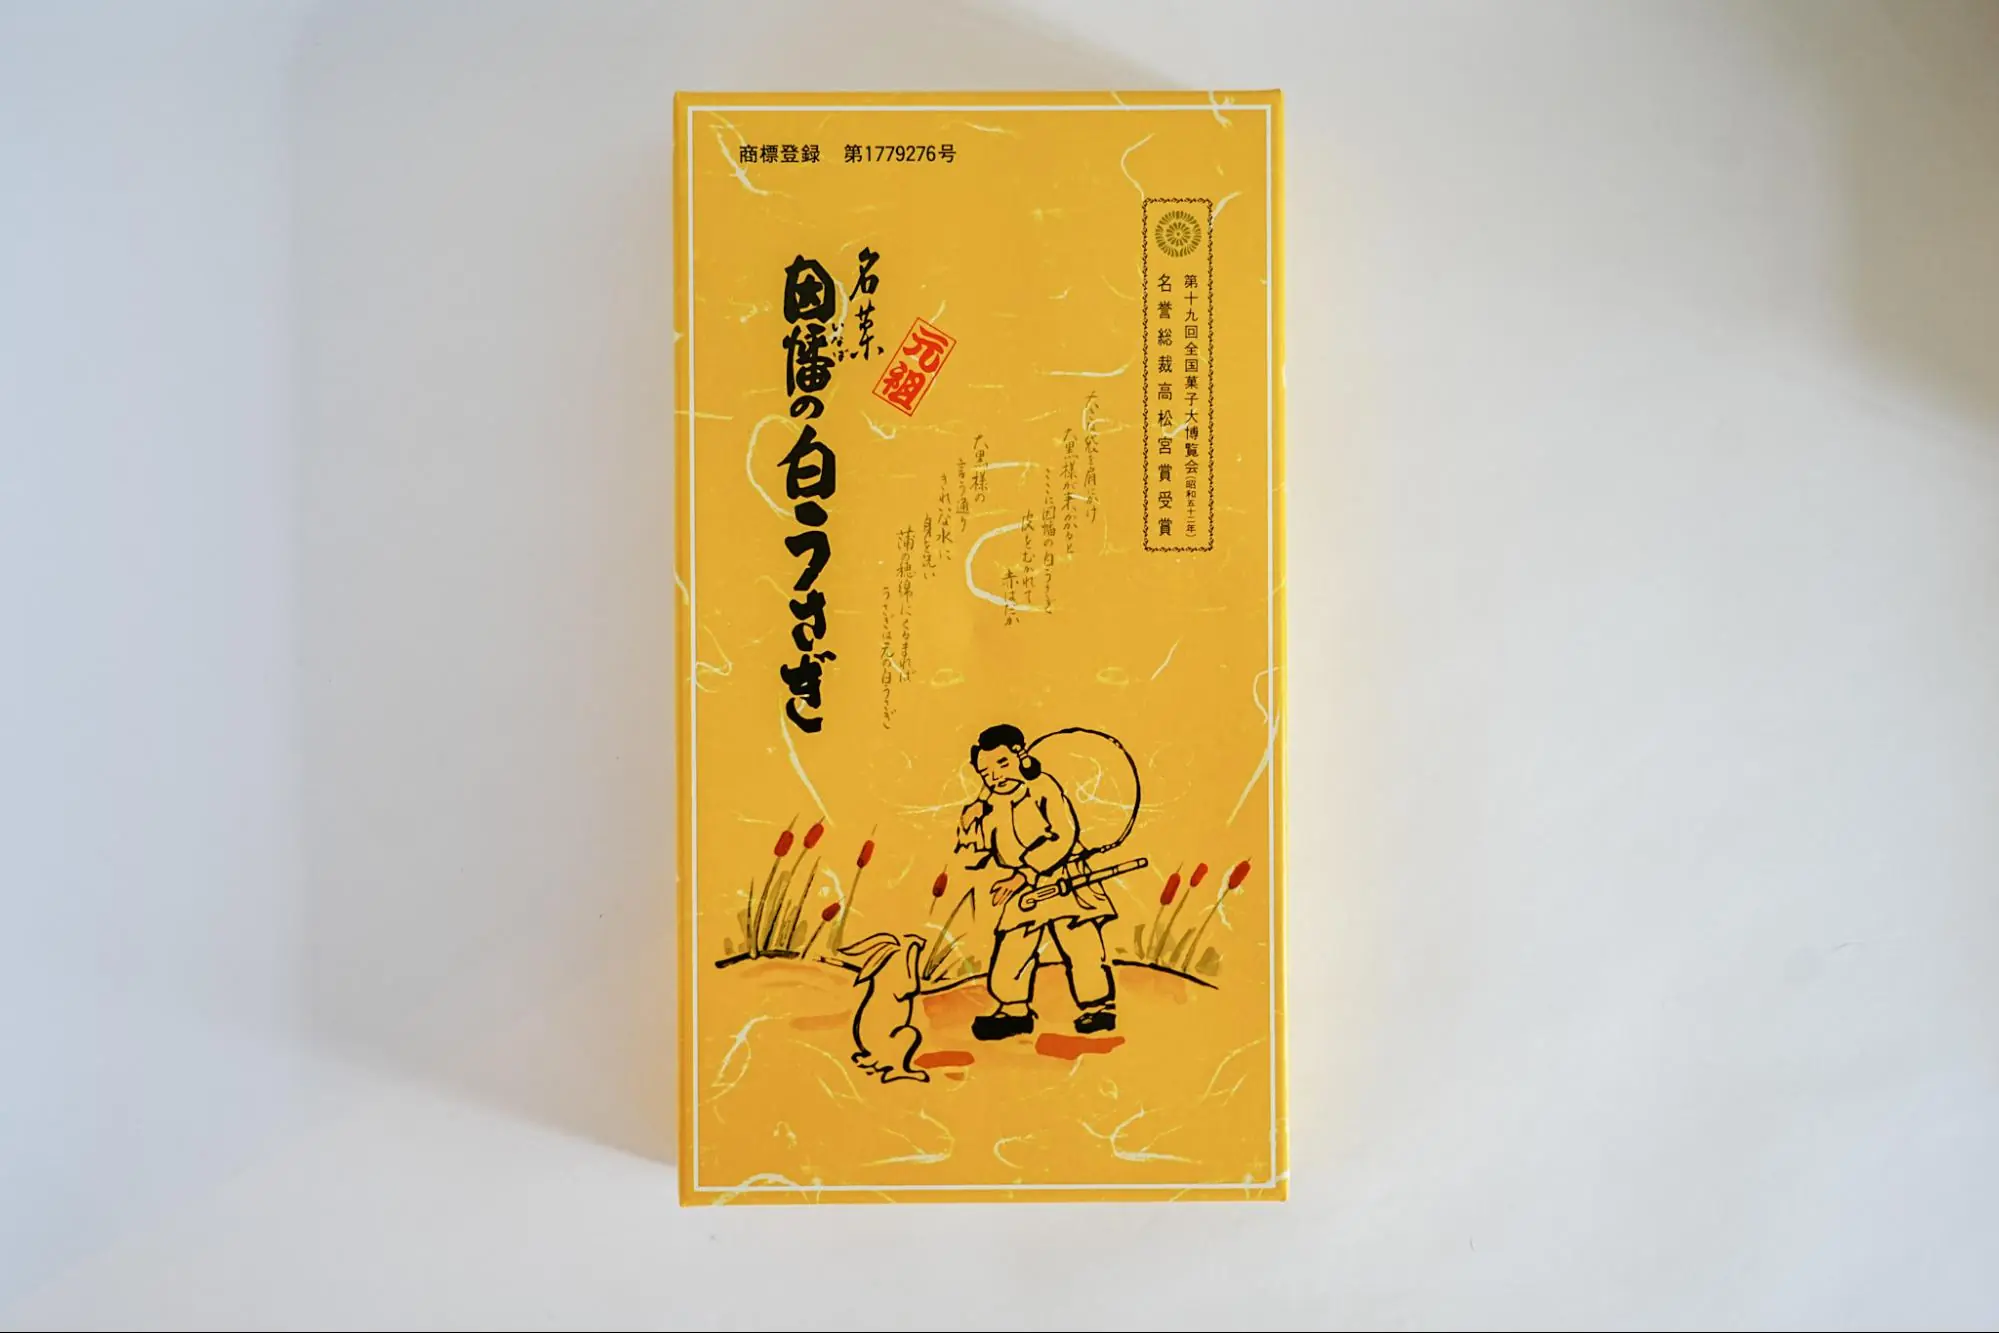 商標登録　第1779276号
第十九回全国菓子大博覧会(昭和五十二年)
名誉総裁高松宮賞受賞
名菓
因幡の白うさぎ
いなば
元祖
大きな袋を肩にかけ
大黒様が来かかると
ここに因幡の白うさぎ
皮をむかれて
赤はだか
大黒様の
言う通り
きれいな水に
身を洗い
蒲の穂綿にくるまれば
うさぎは元の白うさぎ